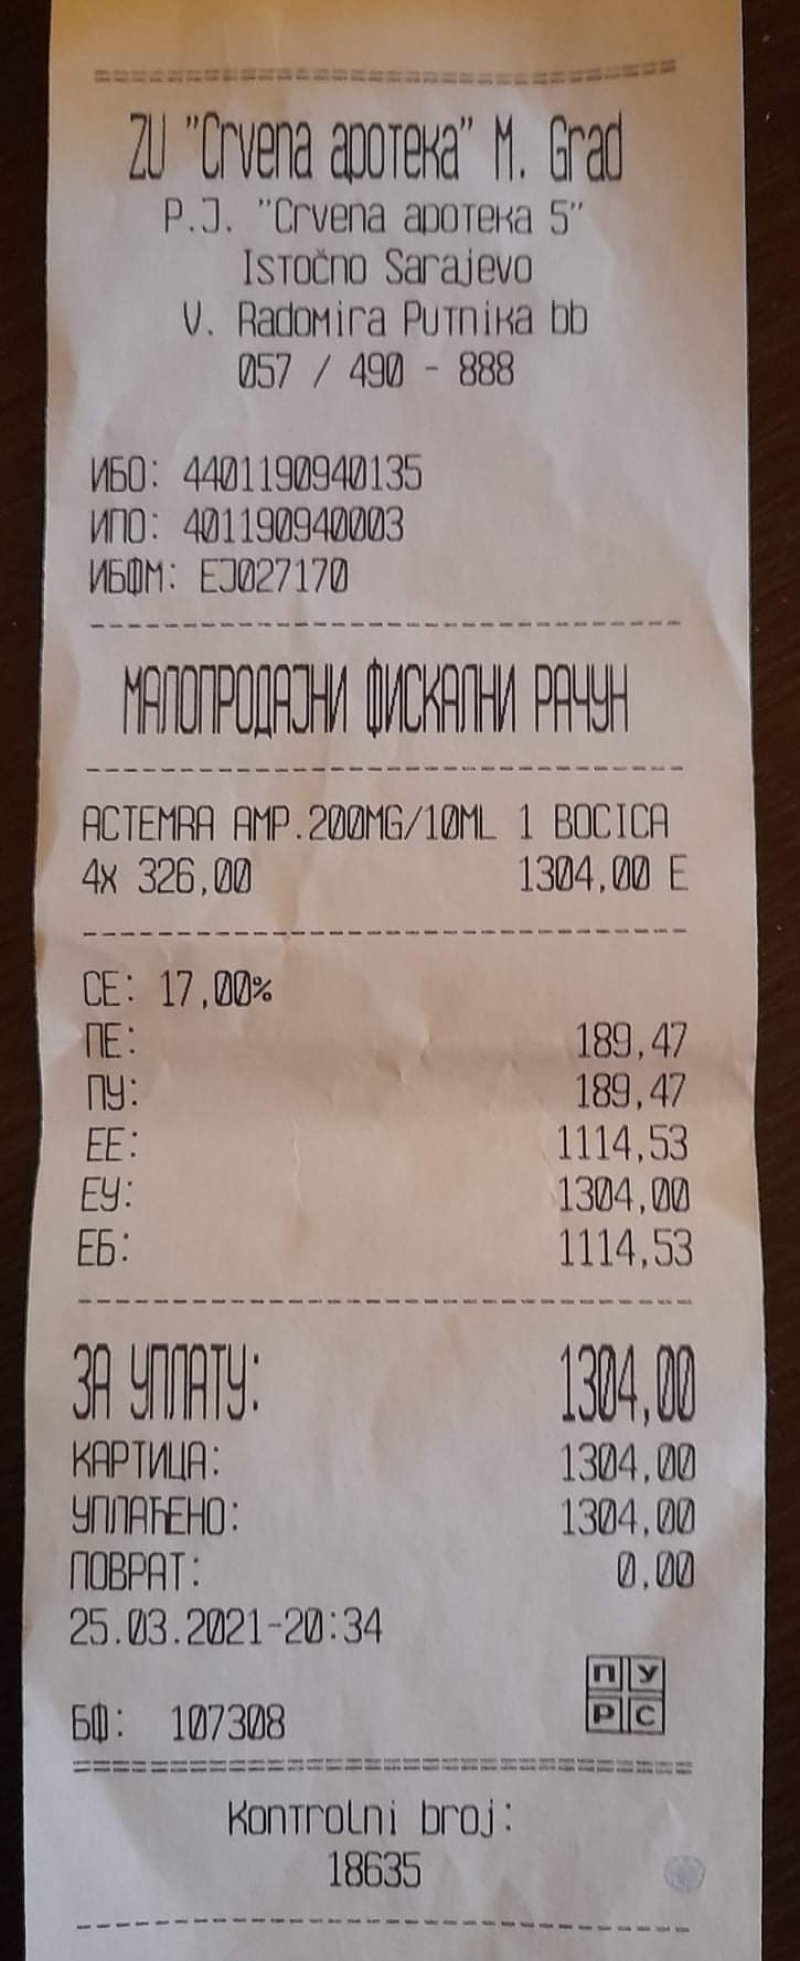 ZU "Crvena apoteka" M. Grad
P.J. "Crvena apoteka 5"
Istočno Sarajevo
V. Radomira Putnika bb
057 / 490 - 888
ИБО: 4401190940135
ИПО: 401190940003
ИБФМ: EJ027170
МАЛОПРОДАЈНИ ФИСКАЛНИ РАЧУН
ACTEMRA AMP.200MG/10ML 1 BOCICA
4x 326,00 1304,00 Е
СЕ: 17,00%
ПЕ: 189,47
ПУ: 189,47
ЕЕ: 1114,53
ЕУ: 1304,00
ЕБ: 1114,53
ЗА УПЛАТУ: 1304,00
КАРТИЦА: 1304,00
УПЛАЋЕНО: 1304,00
ПОВРАТ: 0,00
25.03.2021-20:34
П У
Р С
БФ: 107308
Kontrolni broj:
18635